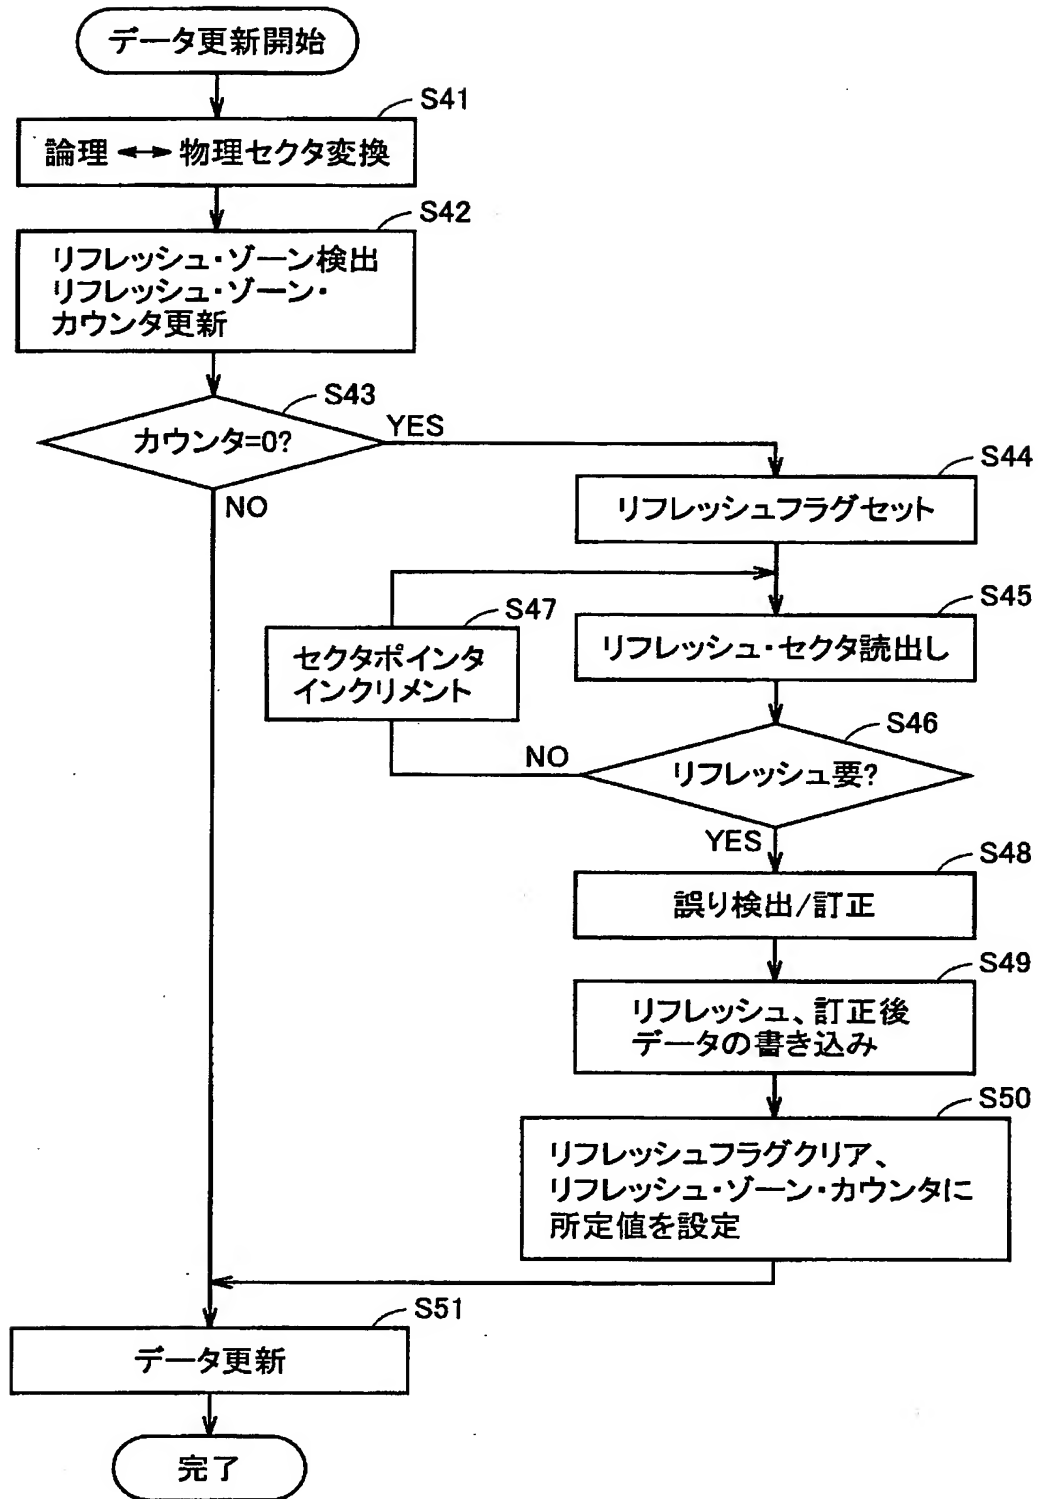 データ更新開始
S41
論理↔物理セクタ変換
S42
リフレッシュ・ゾーン検出
リフレッシュ・ゾーン・
カウンタ更新
S43
カウンタ=0?
YES
NO
S44
リフレッシュフラグセット
S45
リフレッシュ・セクタ読出し
S47
セクタポインタ
インクリメント
S46
リフレッシュ要?
NO
YES
S48
誤り検出/訂正
S49
リフレッシュ、訂正後
データの書き込み
S50
リフレッシュフラグクリア、
リフレッシュ・ゾーン・カウンタに
所定値を設定
S51
データ更新
完了